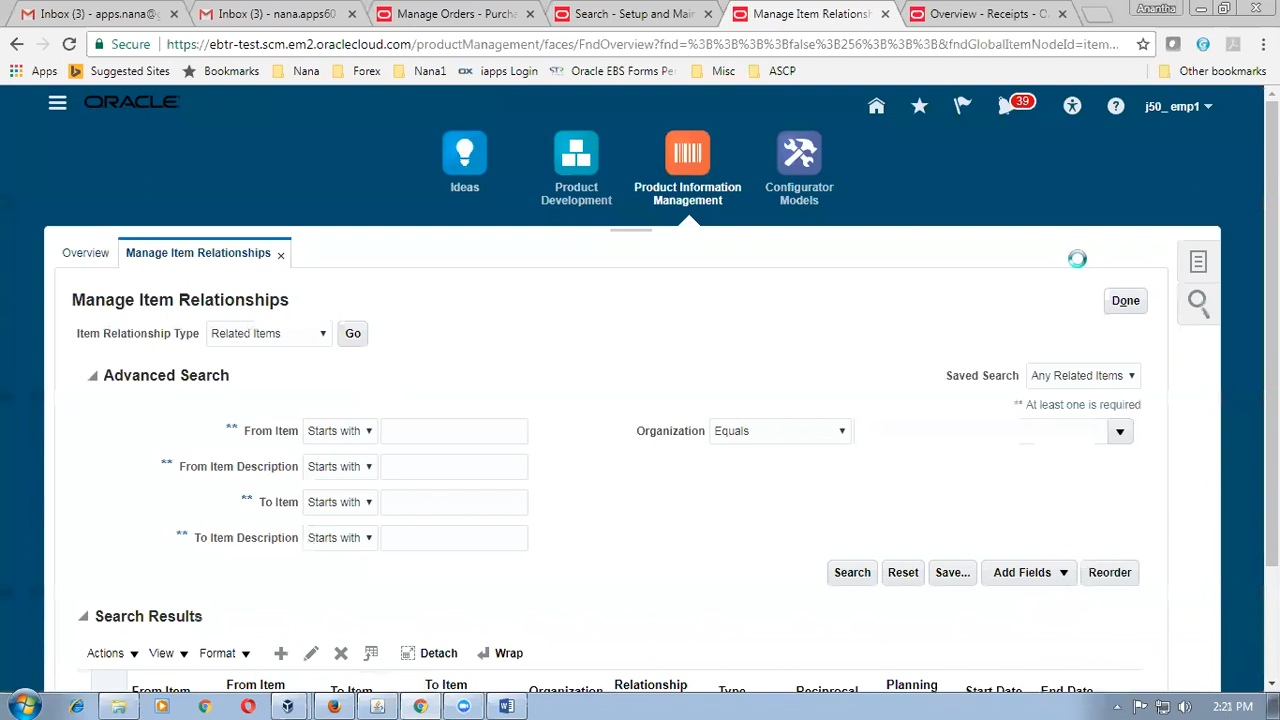 Inbox (3) - appsnana@g
Inbox (3) - nana.apps60
Manage Orders - Purcha
Search - Setup and Main
Manage Item Relationsh
Overview - Receipts - O
Anantha
Secure
https://ebtr-test.scm.em2.oraclecloud.com/productManagement/faces/FndOverview?fnd=%3B%3B%3B%3Bfalse%3B256%3B%3B%3B&fndGlobalItemNodeId=item...
Apps
Suggested Sites
Bookmarks
Nana
Forex
Nana1
iapps Login
Oracle EBS Forms Per
Misc
ASCP
Other bookmarks
ORACLE
39
j50_ emp1
Ideas
Product
Development
Product Information
Management
Configurator
Models
Overview
Manage Item Relationships
Manage Item Relationships
Done
Item Relationship Type
Related Items
Go
Advanced Search
Saved Search
Any Related Items
** At least one is required
** From Item
Starts with
Organization
Equals
** From Item Description
Starts with
** To Item
Starts with
** To Item Description
Starts with
Search
Reset
Save...
Add Fields
Reorder
Search Results
Actions
View
Format
Detach
Wrap
From Item
From Item
To Item
To Item
Organization
Relationship
Type
Reciprocal
Planning
Start Date
End Date
2:21 PM